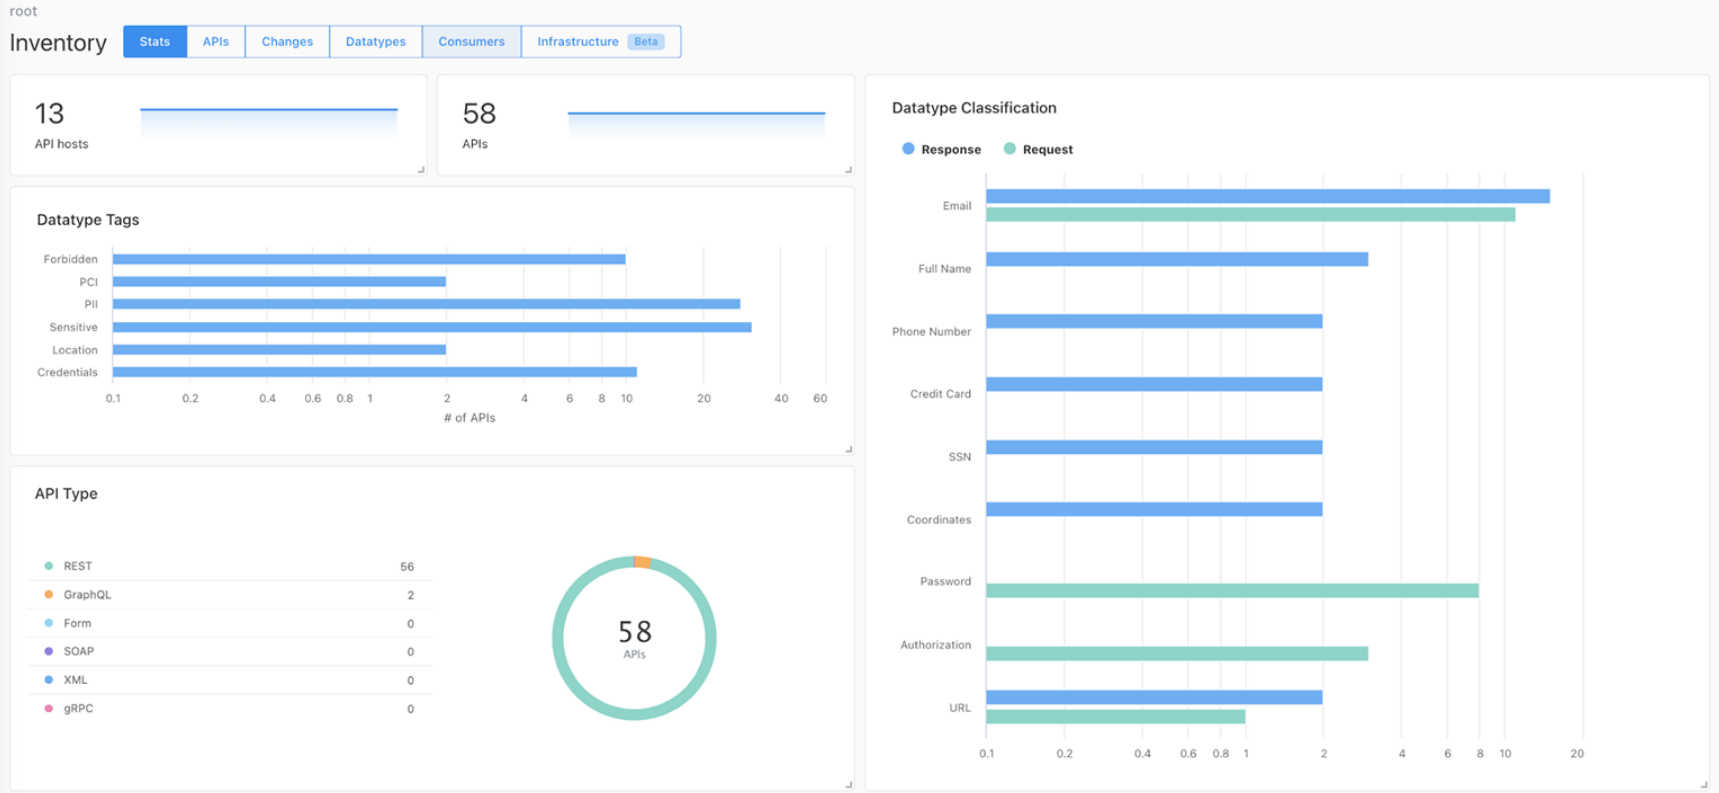 root
Inventory
Stats
APIs
Changes
Datatypes
Consumers
Infrastructure Beta
13
API hosts
58
APIs
Datatype Tags
Forbidden
PCI
PII
Sensitive
Location
Credentials
0.1 0.2 0.4 0.6 0.8 1 2 4 6 8 10 20 40 60
# of APIs
API Type
REST 56
GraphQL 2
Form 0
SOAP 0
XML 0
gRPC 0
58
APIs
Datatype Classification
Response Request
Email
Full Name
Phone Number
Credit Card
SSN
Coordinates
Password
Authorization
URL
0.1 0.2 0.4 0.6 0.8 1 2 4 6 8 10 20